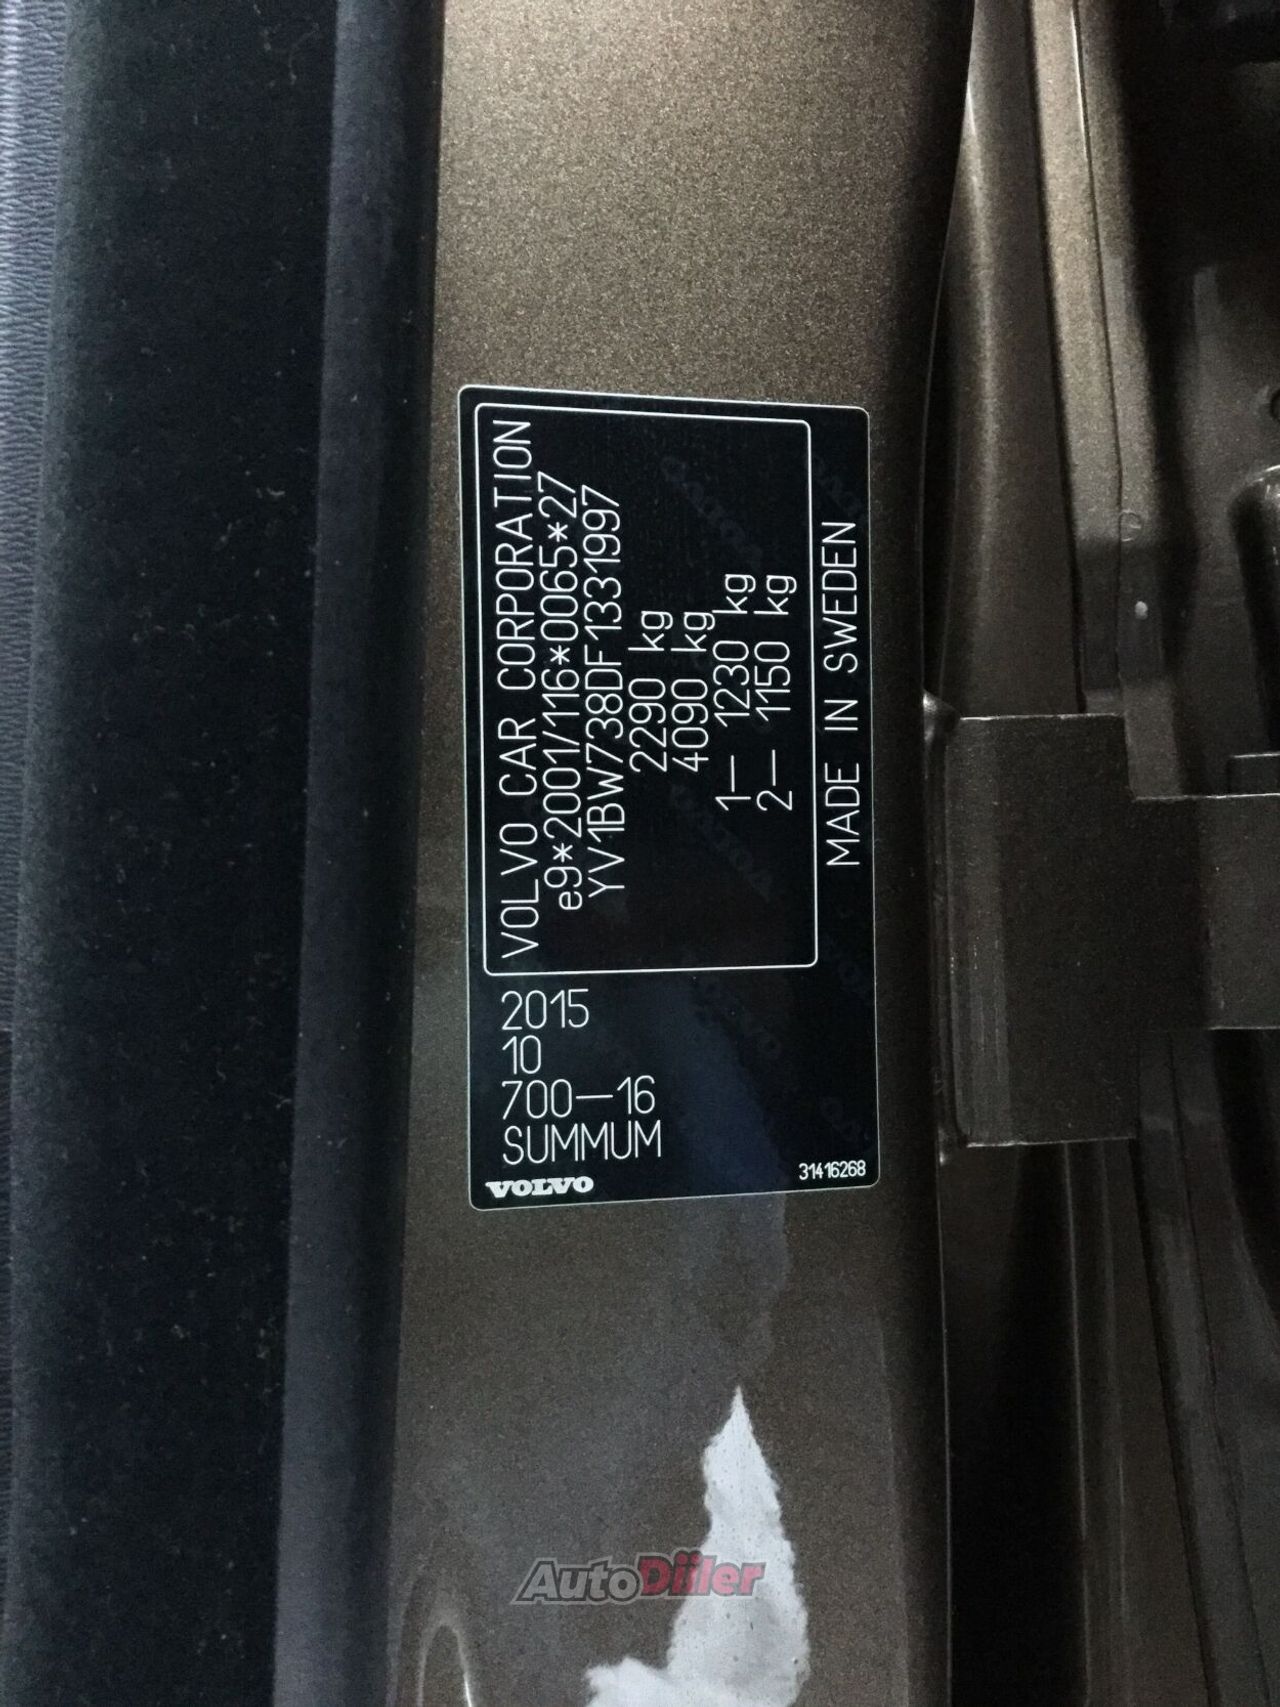 VOLVO CAR CORPORATION
e9*2001/116*0065*27
YV1BW738DF1331997
2290 kg
4090 kg
1— 1230 kg
2— 1150 kg
MADE IN SWEDEN
2015
10
700—16
SUMMUM
VOLVO
31416268
AutoDiiler